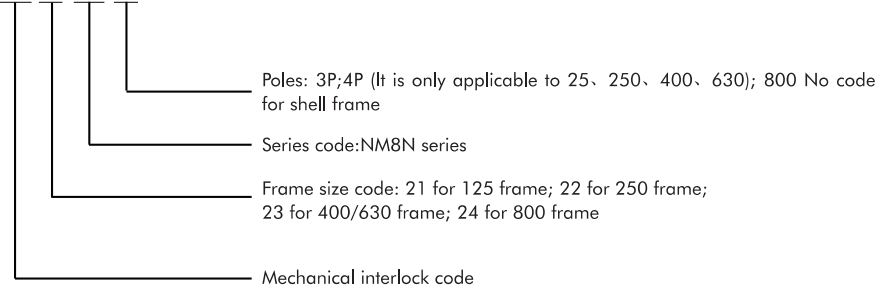 Poles: 3P;4P (It is only applicable to 25、250、400、630); 800 No code
for shell frame
Series code:NM8N series
Frame size code: 21 for 125 frame; 22 for 250 frame;
23 for 400/630 frame; 24 for 800 frame
Mechanical interlock code